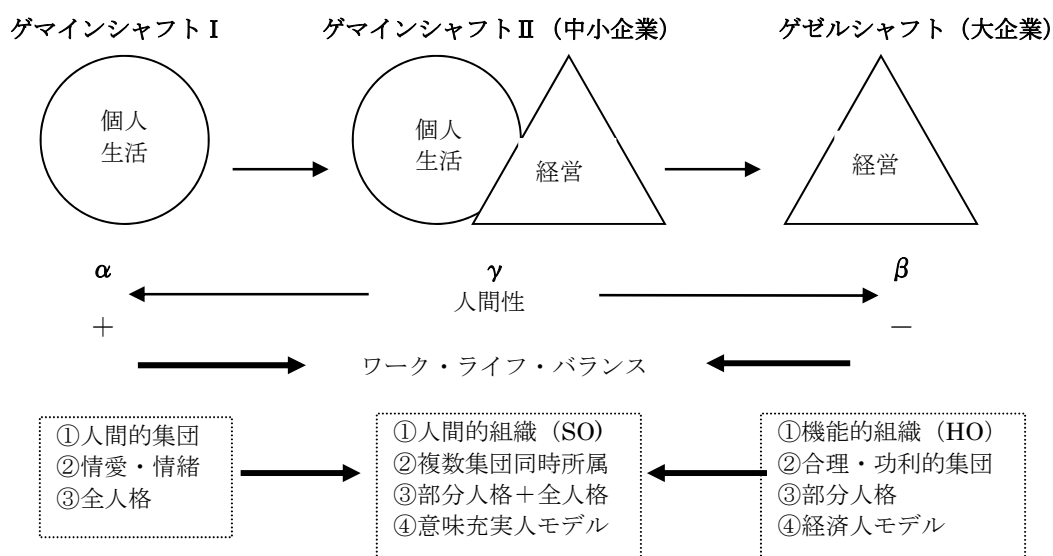 ゲマインシャフトⅠ
ゲマインシャフトⅡ（中小企業）
ゲゼルシャフト（大企業）
個人
生活
個人
生活
経営
経営
α
γ
β
人間性
＋
－
ワーク・ライフ・バランス
①人間的集団
②情愛・情緒
③全人格
①人間的組織（SO)
②複数集団同時所属
③部分人格＋全人格
④意味充実人モデル
①機能的組織（HO）
②合理・功利的集団
③部分人格
④経済人モデル